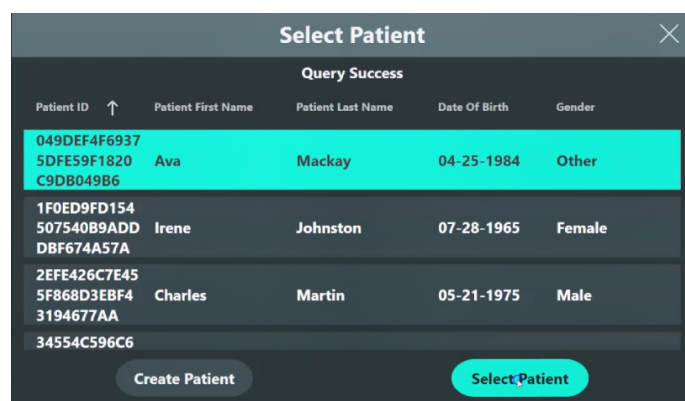 Select Patient
Query Success
Patient ID ↑ Patient First Name Patient Last Name Date Of Birth Gender
049DEF4F6937
5DFE59F1820 Ava Mackay 04-25-1984 Other
C9DB049B6
1F0ED9FD154
507540B9ADD Irene Johnston 07-28-1965 Female
DBF674A57A
2EFE426C7E45
5F868D3EBF4 Charles Martin 05-21-1975 Male
3194677AA
34554C596C6
Create Patient Select Patient